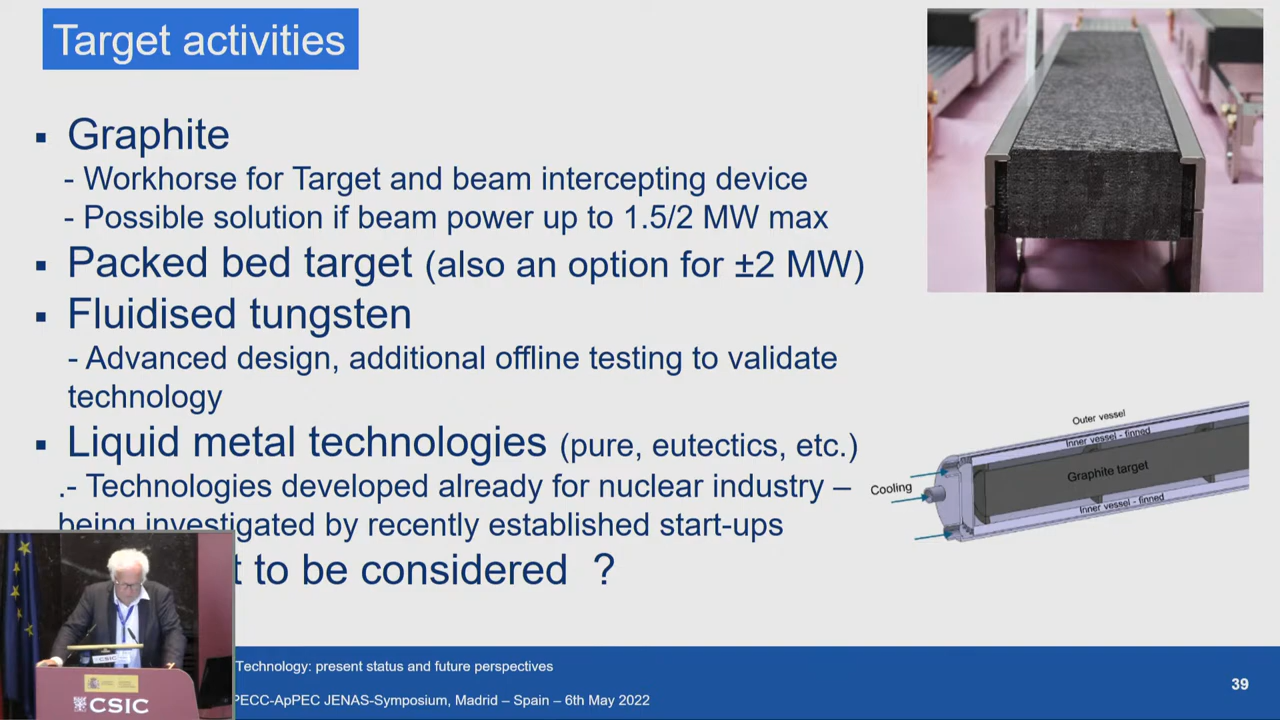 Target activities
▪ Graphite
- Workhorse for Target and beam intercepting device
- Possible solution if beam power up to 1.5/2 MW max
▪ Packed bed target (also an option for ±2 MW)
▪ Fluidised tungsten
- Advanced design, additional offline testing to validate
technology
▪ Liquid metal technologies (pure, eutectics, etc.)
.- Technologies developed already for nuclear industry –
being investigated by recently established start-ups
to be considered ?
Outer vessel
Inner vessel - finned
Graphite target
Inner vessel - finned
Cooling
CSIC
CSIC
Technology: present status and future perspectives
PECC-ApPEC JENAS-Symposium, Madrid – Spain – 6th May 2022
39